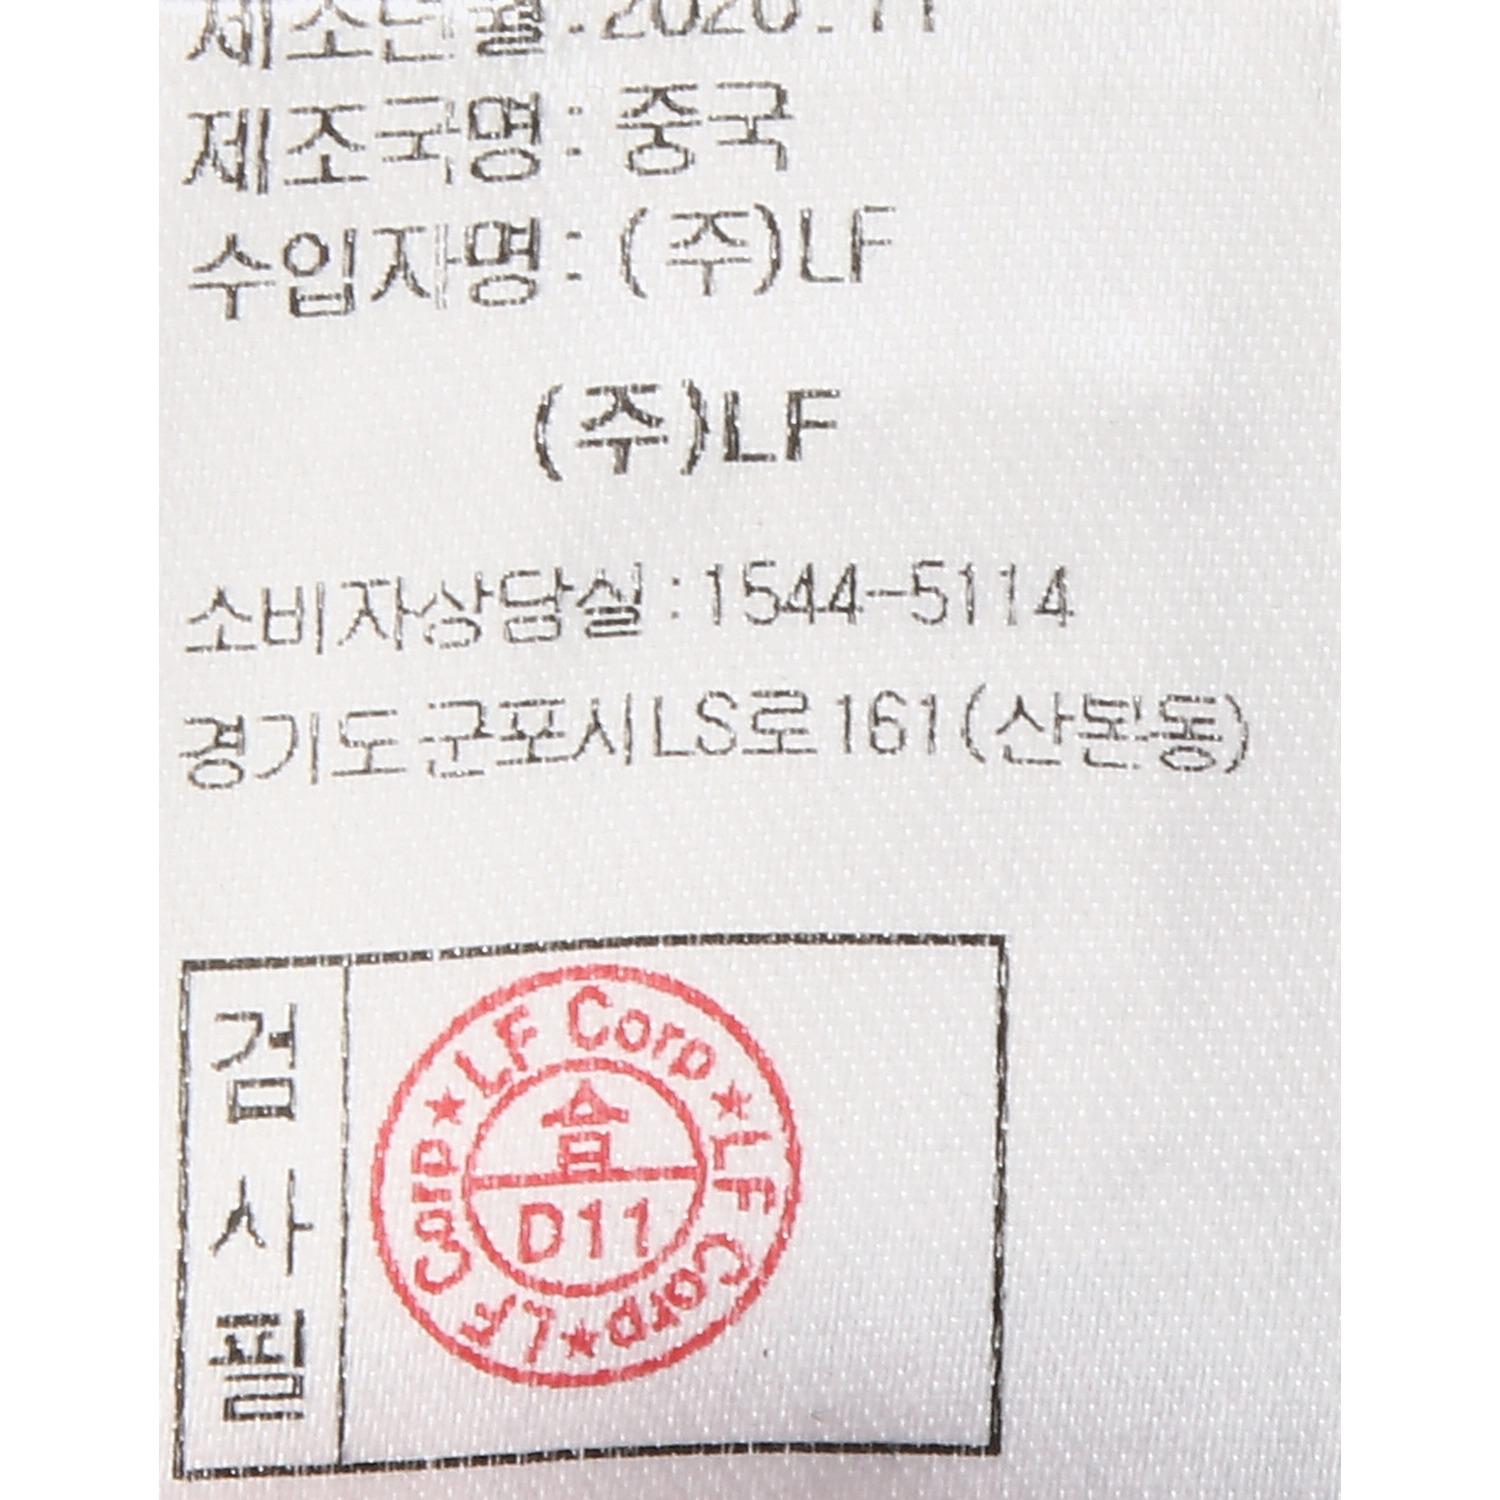 제조년월:2020.11
제조국명: 중국
수입자명: (주)LF
(주)LF
소비자상담실:1544-5114
경기도군포시LS로161(산본동)
검사필
LF Corp★LF Corp★LF Corp★
合
D11